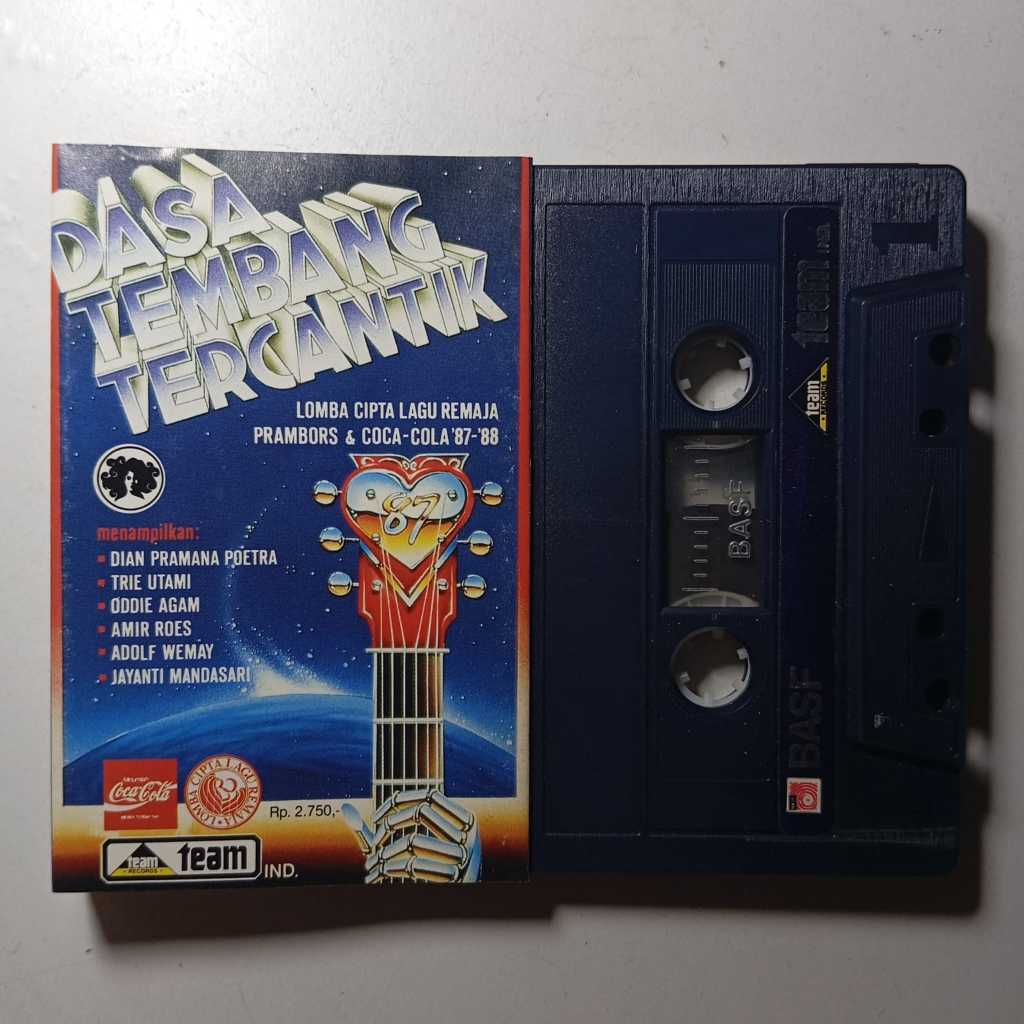 DASA
TEMBANG
TERCANTIK
LOMBA CIPTA LAGU REMAJA
PRAMBORS & COCA-COLA '87-'88
87
menampilkan:
▪ DIAN PRAMANA POETRA
▪ TRIE UTAMI
▪ ODDIE AGAM
▪ AMIR ROES
▪ ADOLF WEMAY
▪ JAYANTI MANDASARI
Coca-Cola
LOMBA CIPTA LAGU REMAJA
Rp. 2.750,-
team
RECORDS
team
IND.
1
team IND.
team
RECORDS
BASF
BASF